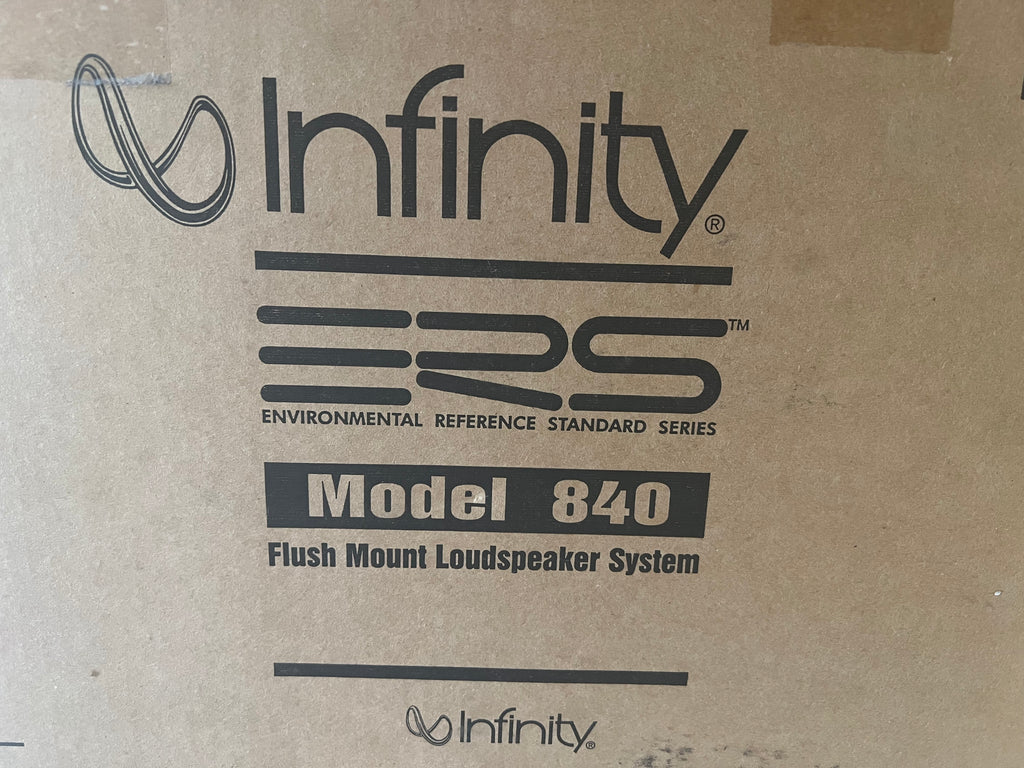 Infinity®
ERS™
ENVIRONMENTAL REFERENCE STANDARD SERIES
Model 840
Flush Mount Loudspeaker System
Infinity®